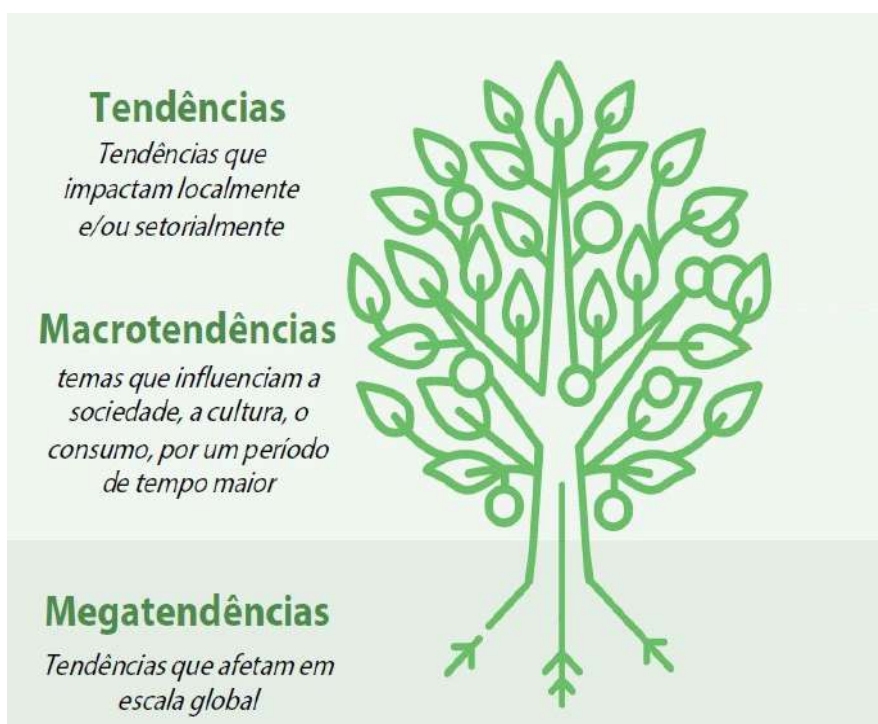 Tendências
Tendências que
impactam localmente
e/ou setorialmente
Macrotendências
temas que influenciam a
sociedade, a cultura, o
consumo, por um período
de tempo maior
Megatendências
Tendências que afetam em
escala global